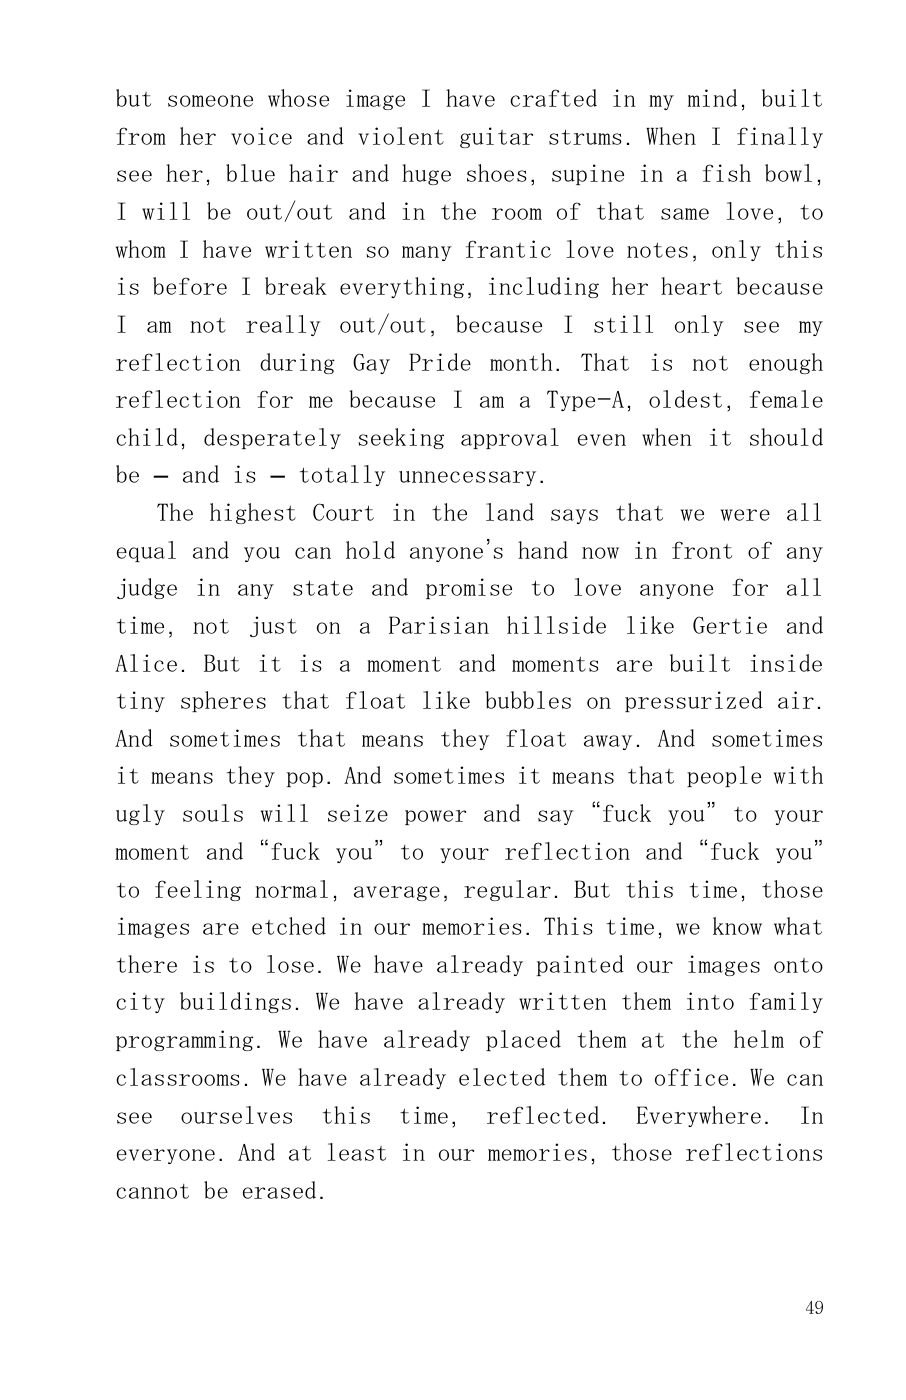 but someone whose image I have crafted in my mind, built
from her voice and violent guitar strums. When I finally
see her, blue hair and huge shoes, supine in a fish bowl,
I will be out/out and in the room of that same love, to
whom I have written so many frantic love notes, only this
is before I break everything, including her heart because
I am not really out/out, because I still only see my
reflection during Gay Pride month. That is not enough
reflection for me because I am a Type-A, oldest, female
child, desperately seeking approval even when it should
be — and is — totally unnecessary.
The highest Court in the land says that we were all
equal and you can hold anyone’s hand now in front of any
judge in any state and promise to love anyone for all
time, not just on a Parisian hillside like Gertie and
Alice. But it is a moment and moments are built inside
tiny spheres that float like bubbles on pressurized air.
And sometimes that means they float away. And sometimes
it means they pop. And sometimes it means that people with
ugly souls will seize power and say “fuck you” to your
moment and “fuck you” to your reflection and “fuck you”
to feeling normal, average, regular. But this time, those
images are etched in our memories. This time, we know what
there is to lose. We have already painted our images onto
city buildings. We have already written them into family
programming. We have already placed them at the helm of
classrooms. We have already elected them to office. We can
see ourselves this time, reflected. Everywhere. In
everyone. And at least in our memories, those reflections
cannot be erased.
49